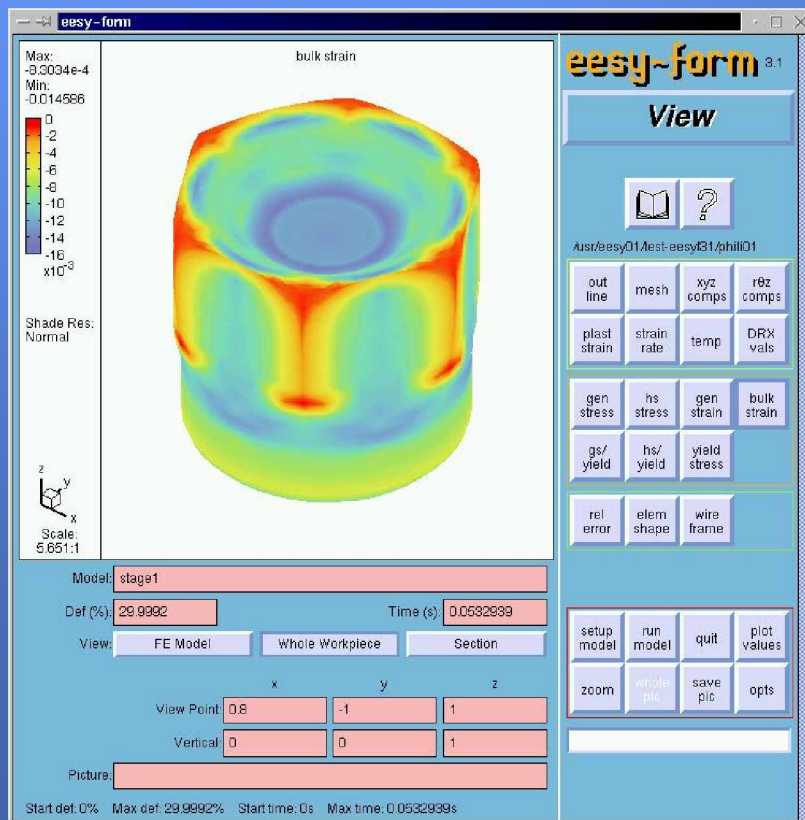 eesy-form
Max:
-8.3034e-4
Min:
-0.014586
0
-2
-4
-6
-8
-10
-12
-14
-16
x10⁻³
Shade Res:
Normal
z
y
x
Scale:
5.651:1
bulk strain
eesy-form 3.1
View
?
/usr/eesy01/test-eesyf31/phili01
out line
mesh
xyz comps
rθz comps
plast strain
strain rate
temp
DRX vals
gen stress
hs stress
gen strain
bulk strain
gs/ yield
hs/ yield
yield stress
rel error
elem shape
wire frame
setup model
run model
quit
plot values
zoom
whole pic
save pic
opts
Model: stage1
Def (%): 29.9992 Time (s): 0.0532939
View: FE Model Whole Workpiece Section
x y z
View Point: 0.8 -1 1
Vertical: 0 0 1
Picture:
Start def: 0% Max def: 29.9992% Start time: 0s Max time: 0.0532939s